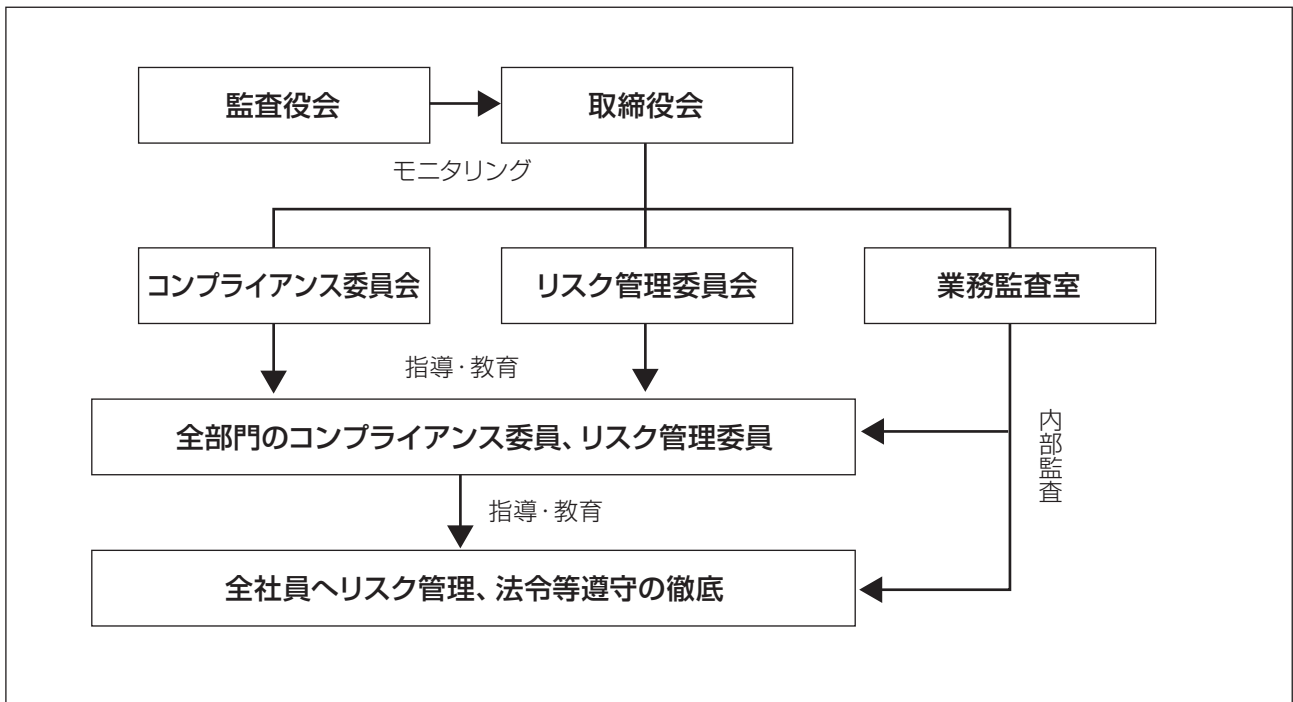 監査役会
取締役会
モニタリング
コンプライアンス委員会
リスク管理委員会
業務監査室
指導・教育
全部門のコンプライアンス委員、リスク管理委員
内部監査
指導・教育
全社員へリスク管理、法令等遵守の徹底